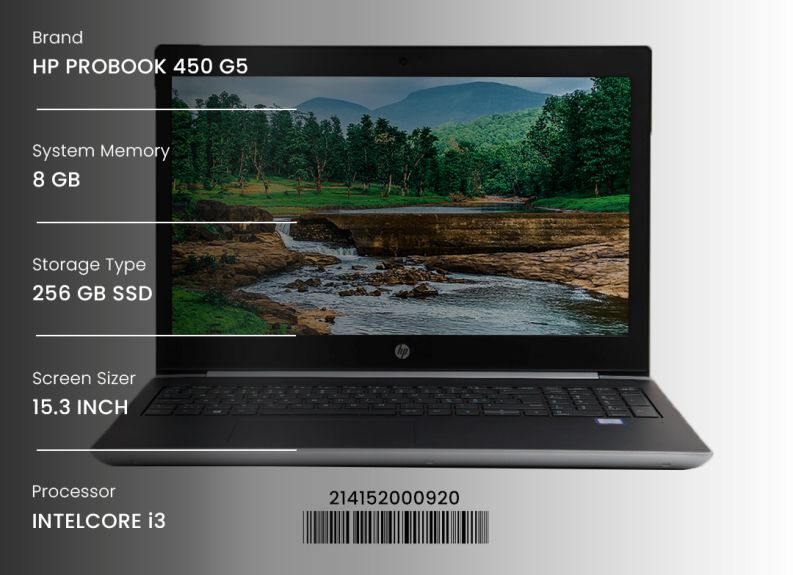 Brand
HP PROBOOK 450 G5
System Memory
8 GB
Storage Type
256 GB SSD
Screen Sizer
15.3 INCH
Processor
INTELCORE i3
hp
214152000920